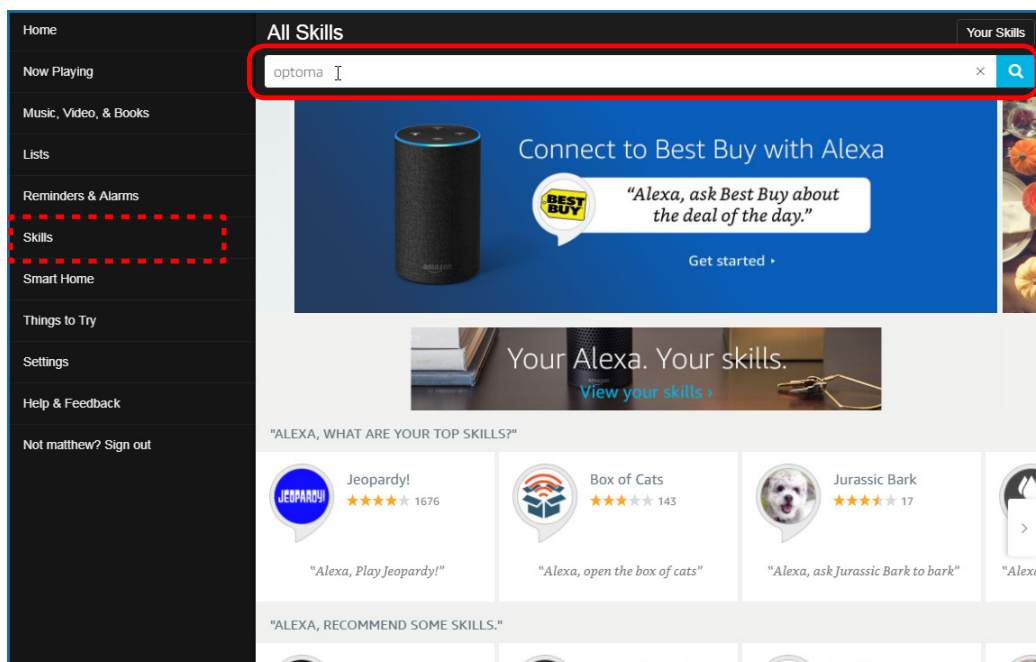 Home
Now Playing
Music, Video, & Books
Lists
Reminders & Alarms
Skills
Smart Home
Things to Try
Settings
Help & Feedback
Not matthew? Sign out
All Skills
Your Skills
optoma
Connect to Best Buy with Alexa
BEST
BUY
“Alexa, ask Best Buy about
the deal of the day.”
Get started ›
amazon
Your Alexa. Your skills.
amazon
View your skills ›
"ALEXA, WHAT ARE YOUR TOP SKILLS?"
JEOPARDY!
Jeopardy!
1676
"Alexa, Play Jeopardy!"
Box of Cats
143
"Alexa, open the box of cats"
Jurassic Bark
17
"Alexa, ask Jurassic Bark to bark"
"ALEXA, RECOMMEND SOME SKILLS."